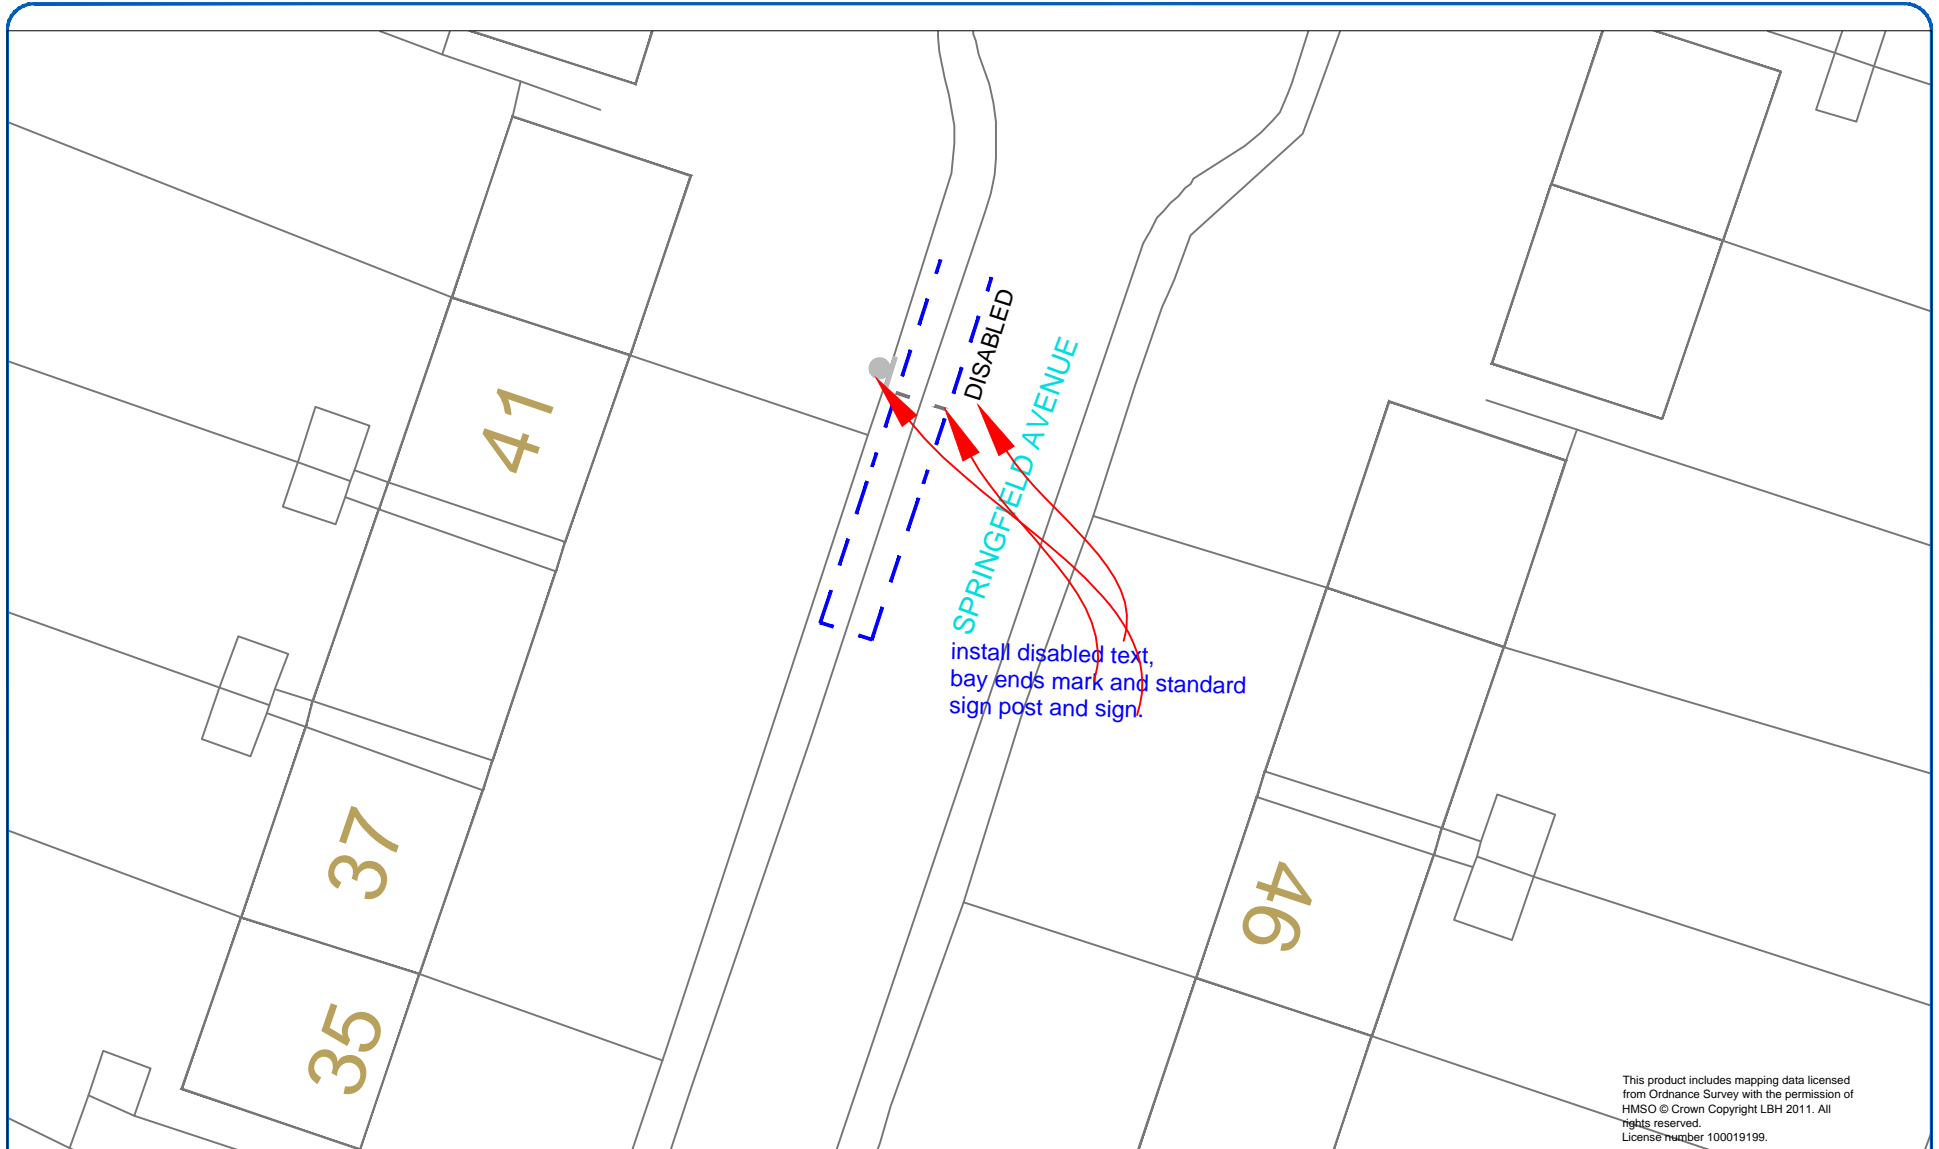 41
DISABLED
SPRINGFIELD AVENUE
install disabled text,
bay ends mark and standard
sign post and sign.
37
46
35
This product includes mapping data licensed
from Ordnance Survey with the permission of
HMSO © Crown Copyright LBH 2011. All
rights reserved.
License number 100019199.